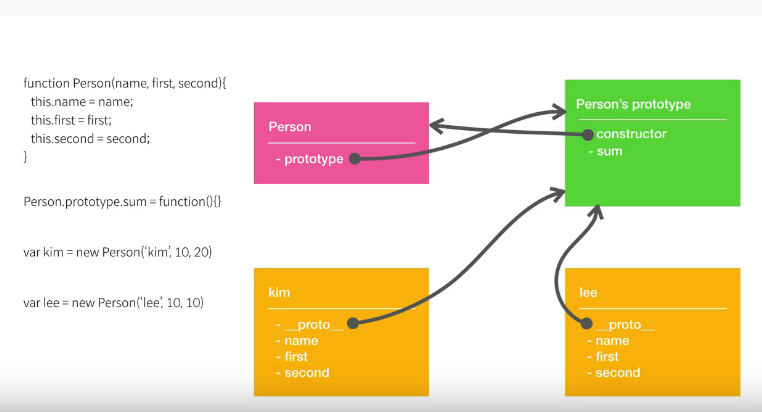 function Person(name, first, second){
this.name = name;
this.first = first;
this.second = second;
}
Person.prototype.sum = function(){}
var kim = new Person(‘kim’, 10, 20)
var lee = new Person(‘lee’, 10, 10)
Person
- prototype
Person’s prototype
- constructor
- sum
kim
- __proto__
- name
- first
- second
lee
- __proto__
- name
- first
- second